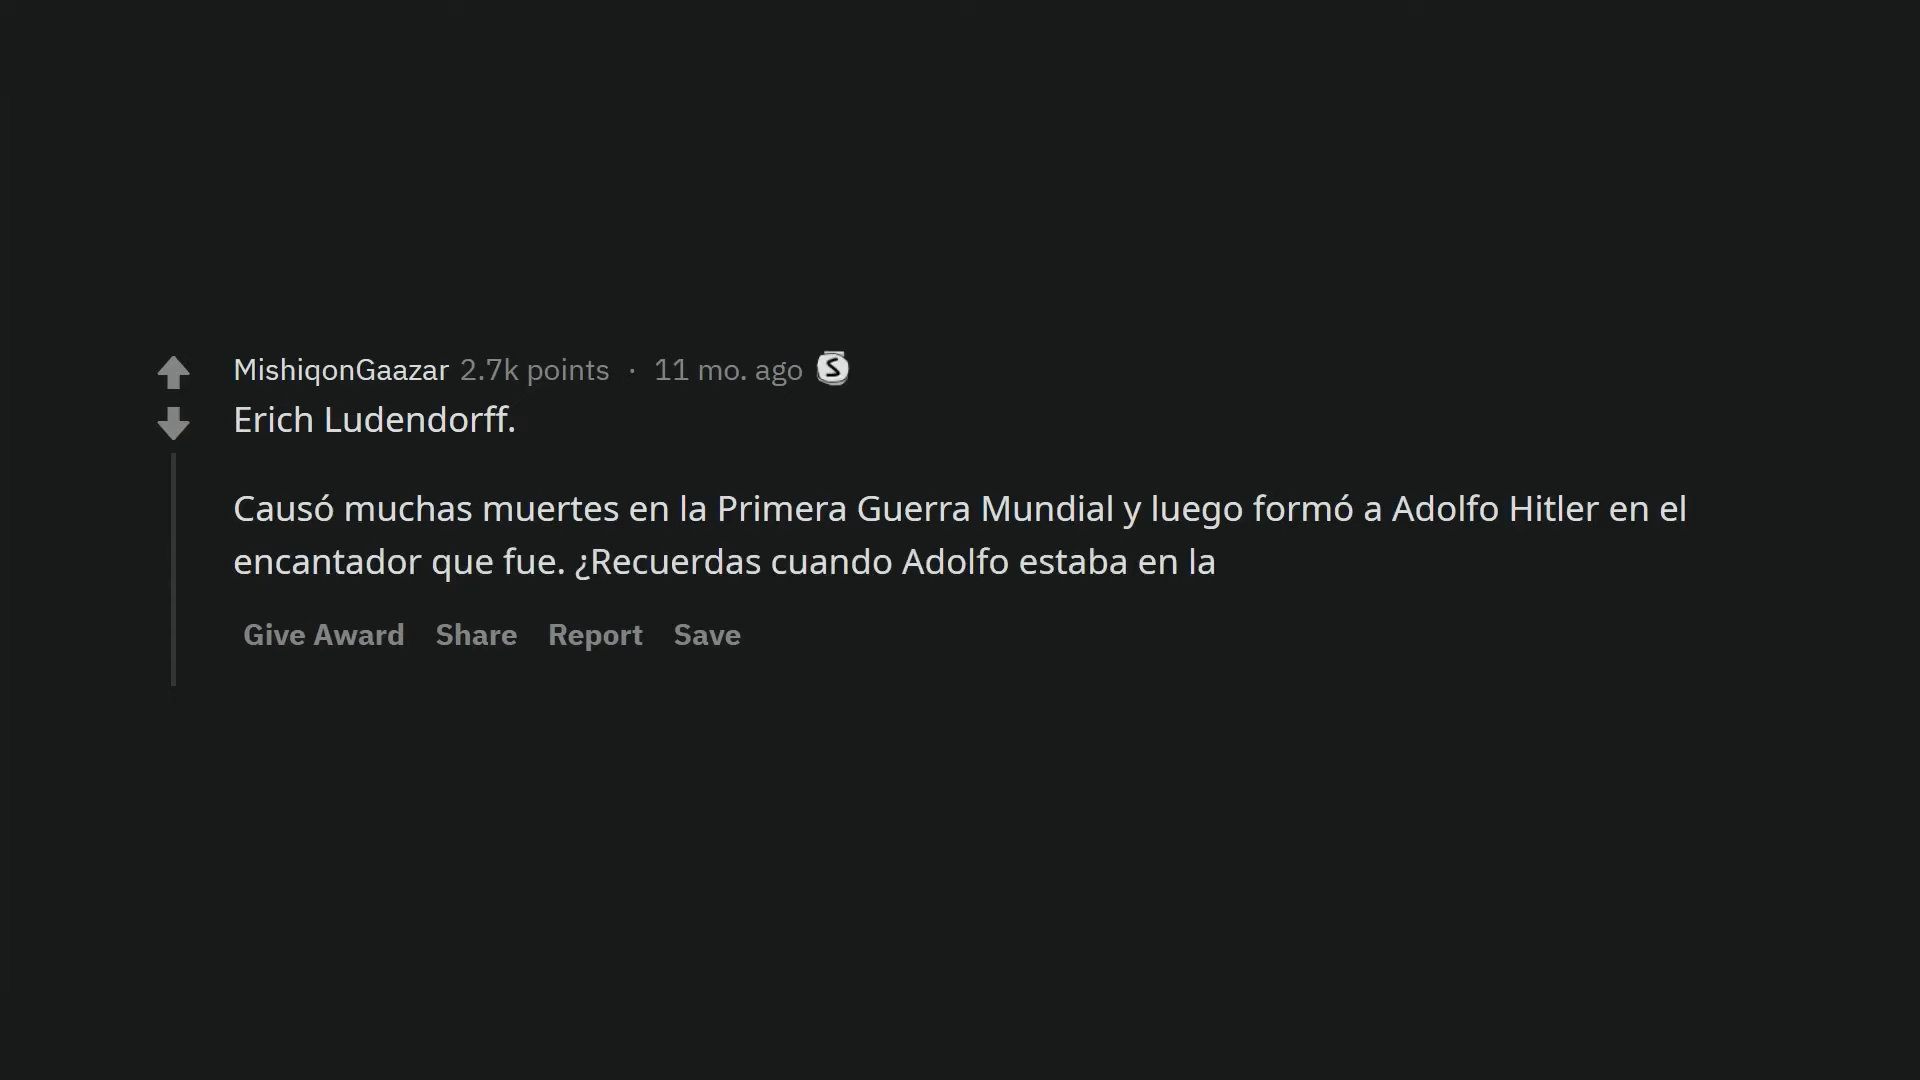 MishiqonGaazar 2.7k points · 11 mo. ago S
Erich Ludendorff.
Causó muchas muertes en la Primera Guerra Mundial y luego formó a Adolfo Hitler en el
encantador que fue. ¿Recuerdas cuando Adolfo estaba en la
Give Award Share Report Save